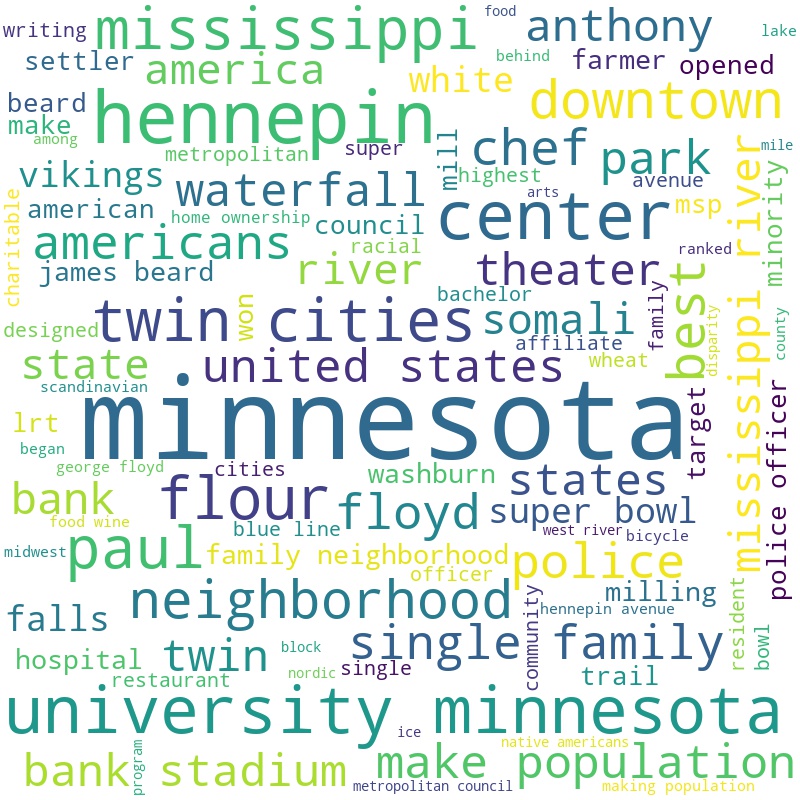 writing
mississippi
food
anthony
lake
settler
america
behind
farmer
opened
white
beard
hennepin
downtown
make
among
metropolitan
super
mill
chef
park
mile
vikings
waterfall
highest
avenue
american
arts
msp
home ownership
council
center
charitable
americans
racial
ranked
minority
james beard
river
theater
bachelor
designed
won
twin cities
somali
family
best
mississippi river
county
affiliate
state
united states
wheat
disparity
scandinavian
minnesota
target
lrt
began
george floyd
cities
washburn
states
police officer
bank
flour
floyd
super bowl
food wine
blue line
west river
bicycle
midwest
paul
family neighborhood
police
officer
neighborhood
community
milling
hennepin avenue
resident
falls
single family
bowl
hospital
twin
block
single
trail
restaurant
nordic
university minnesota
ice
program
native americans
bank stadium
make population
metropolitan council
making population